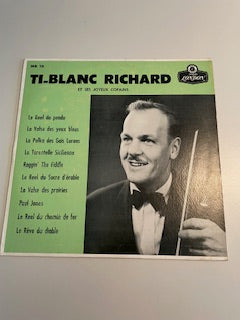 MB 12
TI-BLANC RICHARD
ET SES JOYEUX COPAINS
LONDON
Le Reel du pendu
La Valse des yeux bleus
La Polka des Gais Lurons
La Tarentelle Sicilienne
Raggin' The Fiddle
Le Reel du Sucre d'érable
La Valse des prairies
Paul Jones
Le Reel du chemin de fer
Le Rêve du diable